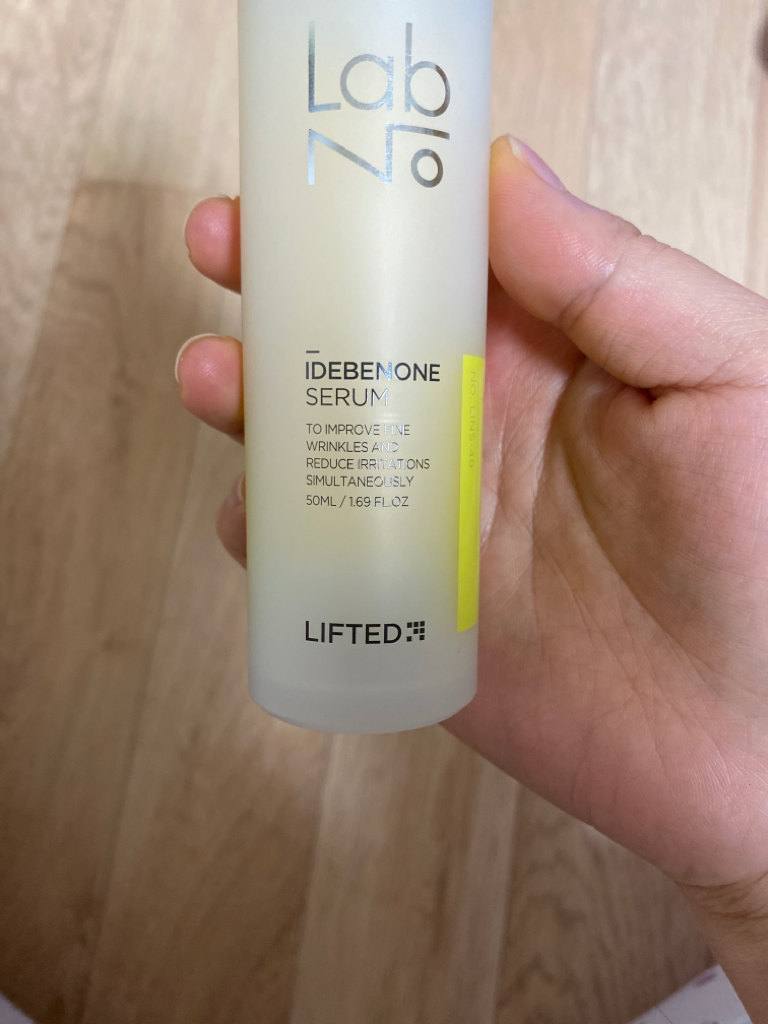 Lab
No
IDEBENONE
SERUM
TO IMPROVE FINE
WRINKLES AND
REDUCE IRRITATIONS
SIMULTANEOUSLY
50ML / 1.69 FL.OZ
LIFTED